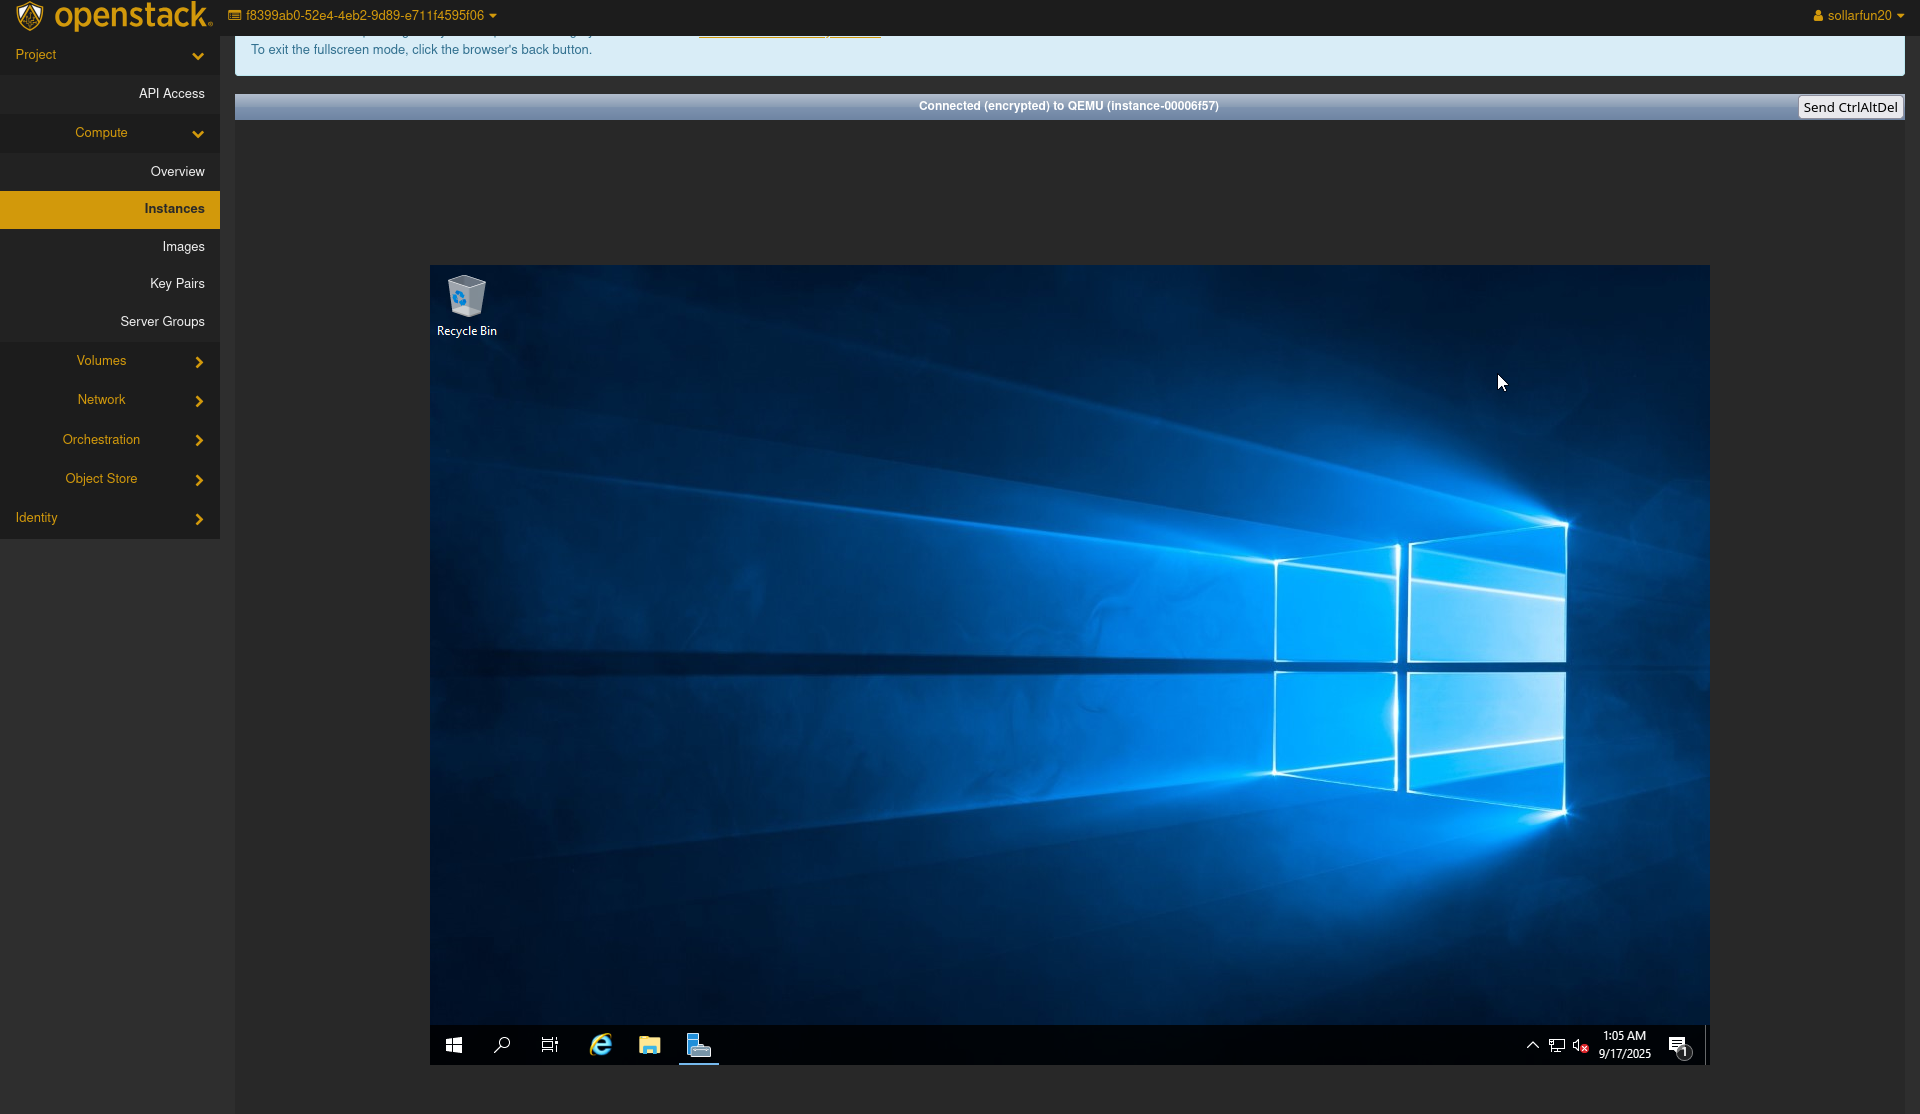 openstack.
f8399ab0-52e4-4eb2-9d89-e711f4595f06
sollarfun20
Project
API Access
Compute
Overview
Instances
Images
Key Pairs
Server Groups
Volumes
Network
Orchestration
Object Store
Identity
To exit the fullscreen mode, click the browser's back button.
Connected (encrypted) to QEMU (instance-00006f57)
Send CtrlAltDel
Recycle Bin
1:05 AM
9/17/2025
1